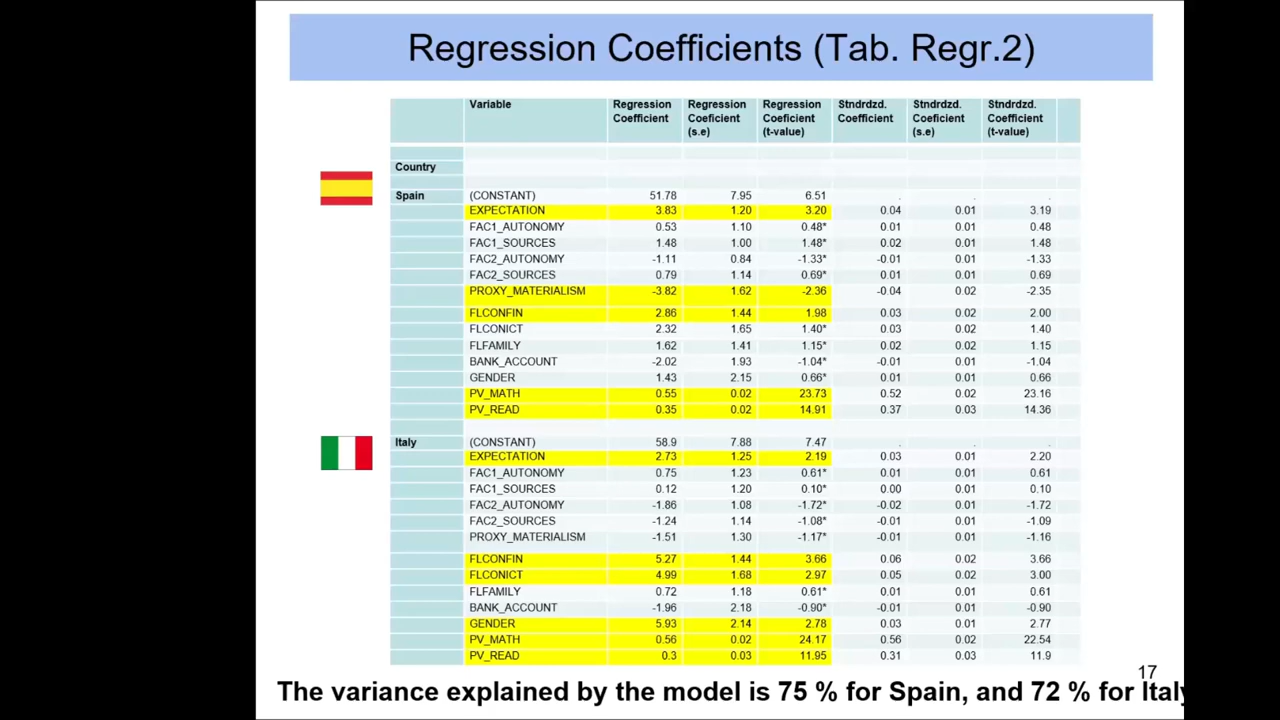 Regression Coefficients (Tab. Regr.2)
Variable Regression Coefficient Regression Coeficient (s.e) Regression Coeficient (t-value) Stndrdzd. Coefficient Stndrdzd. Coeficient (s.e) Stndrdzd. Coefficient (t-value)
Country
Spain (CONSTANT) 51.78 7.95 6.51 . . .
EXPECTATION 3.83 1.20 3.20 0.04 0.01 3.19
FAC1_AUTONOMY 0.53 1.10 0.48* 0.01 0.01 0.48
FAC1_SOURCES 1.48 1.00 1.48* 0.02 0.01 1.48
FAC2_AUTONOMY -1.11 0.84 -1.33* -0.01 0.01 -1.33
FAC2_SOURCES 0.79 1.14 0.69* 0.01 0.01 0.69
PROXY_MATERIALISM -3.82 1.62 -2.36 -0.04 0.02 -2.35
FLCONFIN 2.86 1.44 1.98 0.03 0.02 2.00
FLCONICT 2.32 1.65 1.40* 0.03 0.02 1.40
FLFAMILY 1.62 1.41 1.15* 0.02 0.02 1.15
BANK_ACCOUNT -2.02 1.93 -1.04* -0.01 0.01 -1.04
GENDER 1.43 2.15 0.66* 0.01 0.01 0.66
PV_MATH 0.55 0.02 23.73 0.52 0.02 23.16
PV_READ 0.35 0.02 14.91 0.37 0.03 14.36
Italy (CONSTANT) 58.9 7.88 7.47 . . .
EXPECTATION 2.73 1.25 2.19 0.03 0.01 2.20
FAC1_AUTONOMY 0.75 1.23 0.61* 0.01 0.01 0.61
FAC1_SOURCES 0.12 1.20 0.10* 0.00 0.01 0.10
FAC2_AUTONOMY -1.86 1.08 -1.72* -0.02 0.01 -1.72
FAC2_SOURCES -1.24 1.14 -1.08* -0.01 0.01 -1.09
PROXY_MATERIALISM -1.51 1.30 -1.17* -0.01 0.01 -1.16
FLCONFIN 5.27 1.44 3.66 0.06 0.02 3.66
FLCONICT 4.99 1.68 2.97 0.05 0.02 3.00
FLFAMILY 0.72 1.18 0.61* 0.01 0.01 0.61
BANK_ACCOUNT -1.96 2.18 -0.90* -0.01 0.01 -0.90
GENDER 5.93 2.14 2.78 0.03 0.01 2.77
PV_MATH 0.56 0.02 24.17 0.56 0.02 22.54
PV_READ 0.3 0.03 11.95 0.31 0.03 11.9
17
The variance explained by the model is 75 % for Spain, and 72 % for Italy